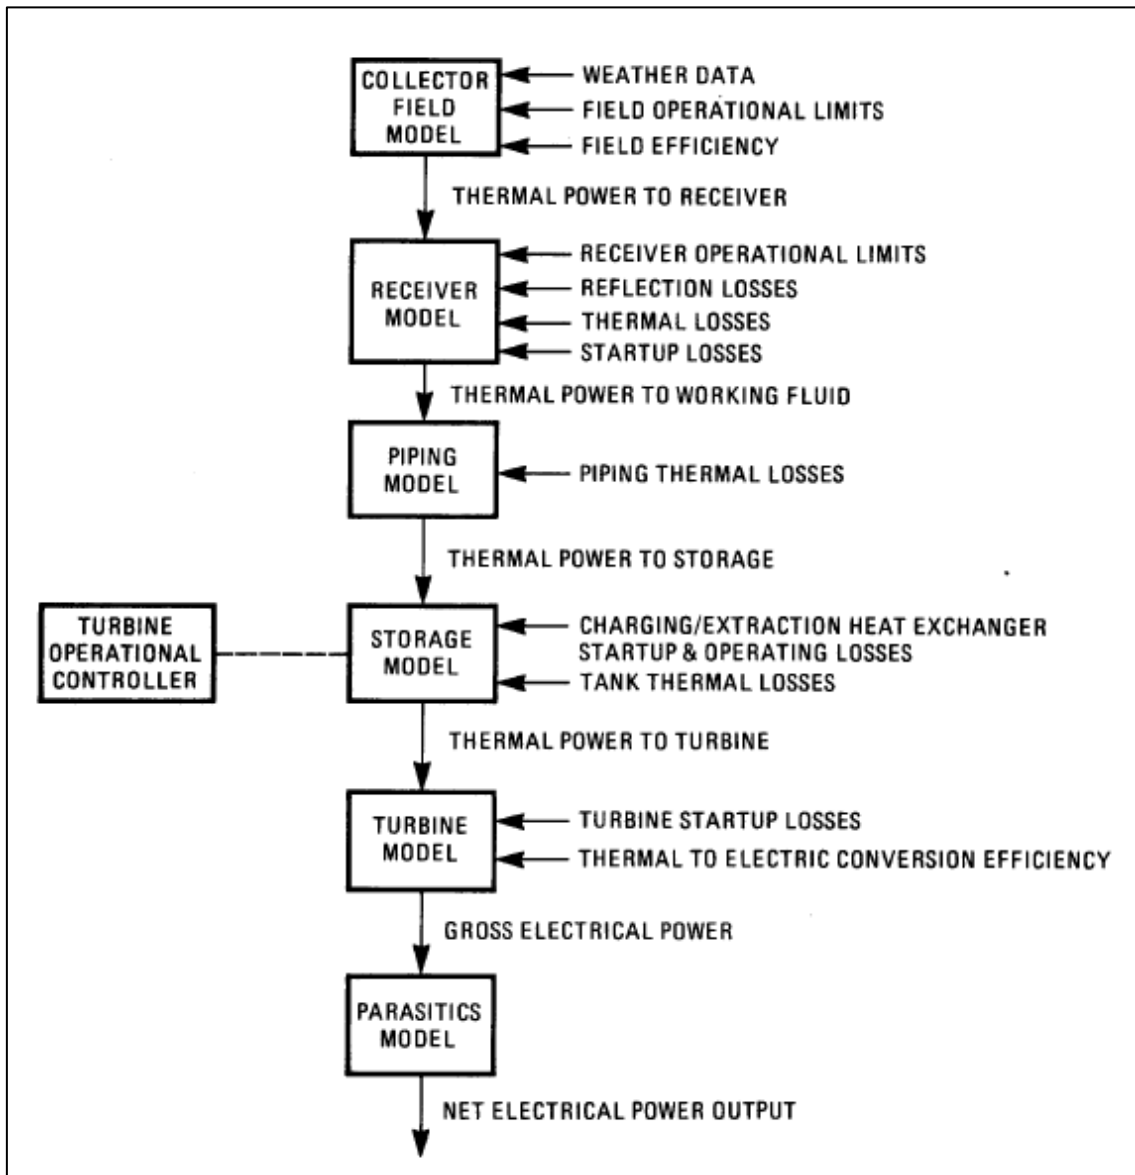 COLLECTOR
FIELD
MODEL
WEATHER DATA
FIELD OPERATIONAL LIMITS
FIELD EFFICIENCY
THERMAL POWER TO RECEIVER
RECEIVER
MODEL
RECEIVER OPERATIONAL LIMITS
REFLECTION LOSSES
THERMAL LOSSES
STARTUP LOSSES
THERMAL POWER TO WORKING FLUID
PIPING
MODEL
PIPING THERMAL LOSSES
THERMAL POWER TO STORAGE
TURBINE
OPERATIONAL
CONTROLLER
STORAGE
MODEL
CHARGING/EXTRACTION HEAT EXCHANGER
STARTUP & OPERATING LOSSES
TANK THERMAL LOSSES
THERMAL POWER TO TURBINE
TURBINE
MODEL
TURBINE STARTUP LOSSES
THERMAL TO ELECTRIC CONVERSION EFFICIENCY
GROSS ELECTRICAL POWER
PARASITICS
MODEL
NET ELECTRICAL POWER OUTPUT